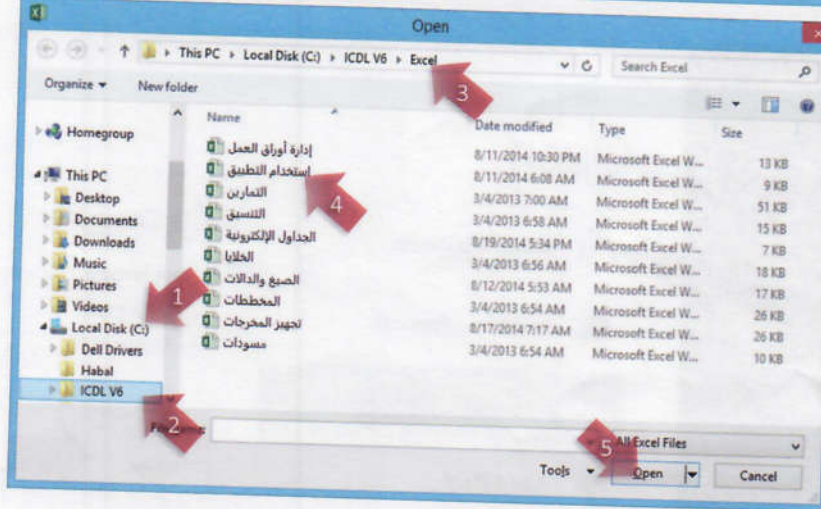 Open
This PC Local Disk (C:) ICDL V6 Excel
Search Excel
3
Organize New folder
Name Date modified Type Size
Homegroup
This PC
Desktop
Documents
Downloads
Music
Pictures
Videos
Local Disk (C:)
Dell Drivers
Habal
ICDL V6
1
2
إدارة أوراق العمل 8/11/2014 10:30 PM Microsoft Excel W... 13 KB
إستخدام التطبيق 8/11/2014 6:08 AM Microsoft Excel W... 9 KB
التمارين 3/4/2013 7:00 AM Microsoft Excel W... 51 KB
التنسيق 3/4/2013 6:58 AM Microsoft Excel W... 15 KB
الجداول الإلكترونية 8/19/2014 5:34 PM Microsoft Excel W... 7 KB
الخلايا 3/4/2013 6:56 AM Microsoft Excel W... 18 KB
الصيغ والدالات 8/12/2014 5:53 AM Microsoft Excel W... 17 KB
المخططات 3/4/2013 6:54 AM Microsoft Excel W... 26 KB
تجهيز المخرجات 8/17/2014 7:17 AM Microsoft Excel W... 26 KB
مسودات 3/4/2013 6:54 AM Microsoft Excel W... 10 KB
4
All Excel Files
5
Tools Open Cancel